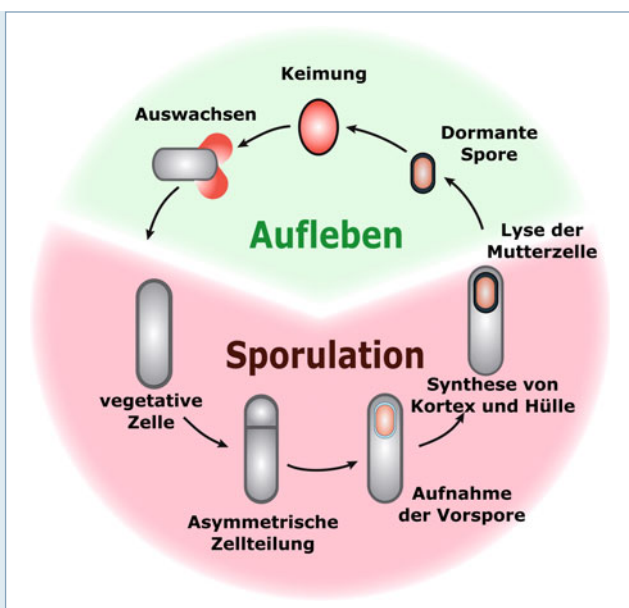 Keimung
Auswachsen
Dormante
Spore
Aufleben
Lyse der
Mutterzelle
Sporulation
vegetative
Zelle
Synthese von
Kortex und Hülle
Aufnahme
der Vorspore
Asymmetrische
Zellteilung